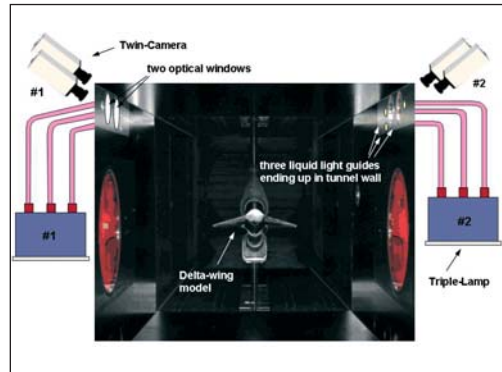 Twin-Camera
#1
two optical windows
#2
three liquid light guides
ending up in tunnel wall
#1
#2
Delta-wing
model
Triple-Lamp